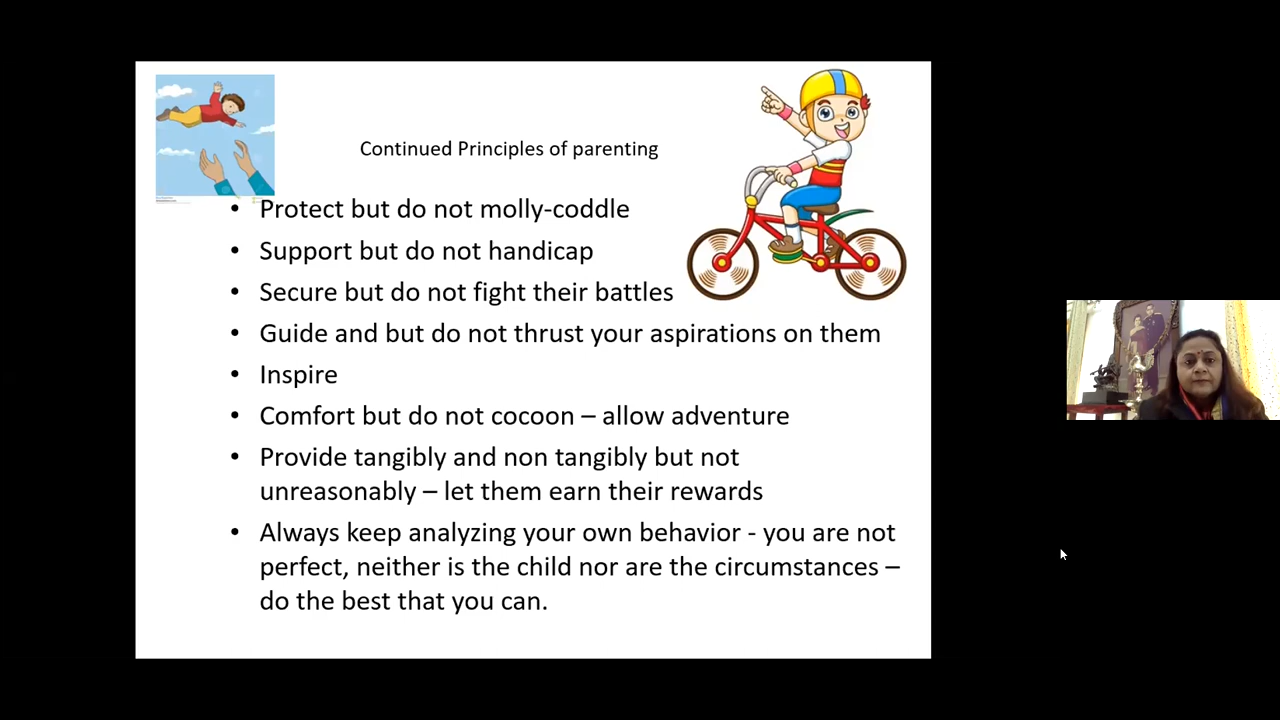 Continued Principles of parenting
• Protect but do not molly-coddle
• Support but do not handicap
• Secure but do not fight their battles
• Guide and but do not thrust your aspirations on them
• Inspire
• Comfort but do not cocoon – allow adventure
• Provide tangibly and non tangibly but not
unreasonably – let them earn their rewards
• Always keep analyzing your own behavior - you are not
perfect, neither is the child nor are the circumstances –
do the best that you can.